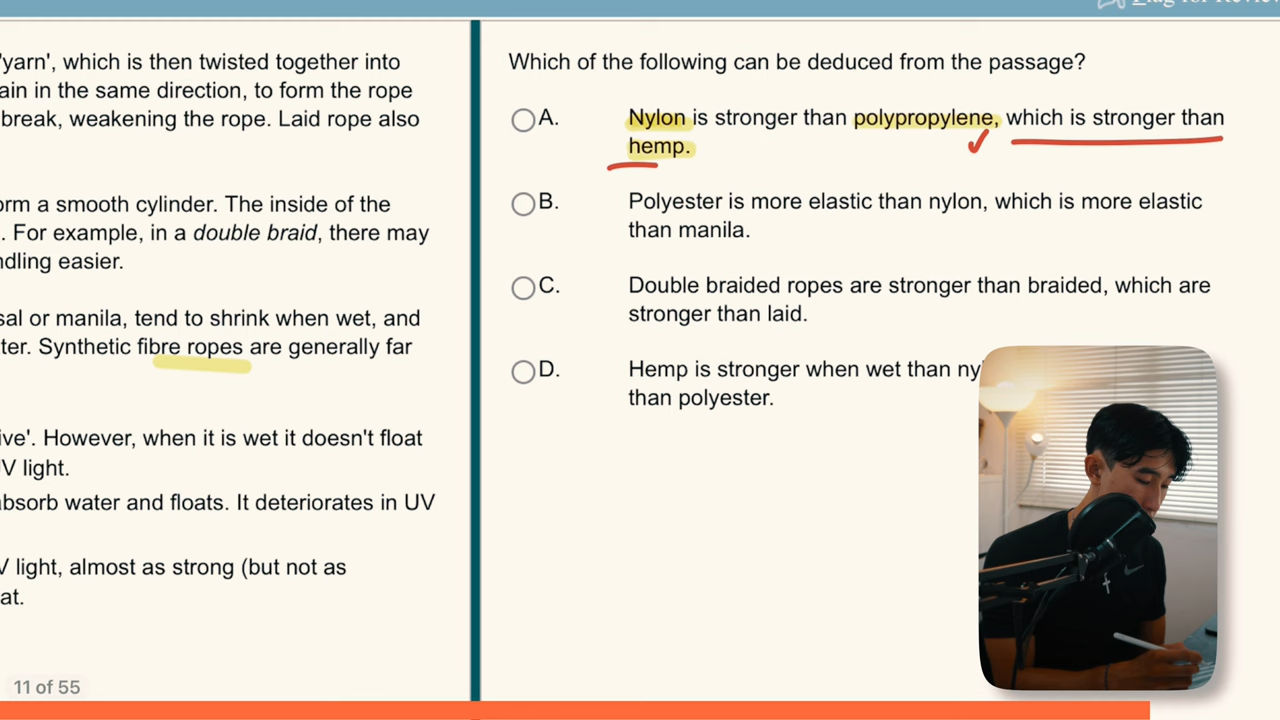 Flag for Review
'yarn', which is then twisted together into
ain in the same direction, to form the rope
break, weakening the rope. Laid rope also
orm a smooth cylinder. The inside of the
. For example, in a double braid, there may
ndling easier.
sal or manila, tend to shrink when wet, and
ter. Synthetic fibre ropes are generally far
ive'. However, when it is wet it doesn't float
JV light.
absorb water and floats. It deteriorates in UV
V light, almost as strong (but not as
at.
11 of 55
Which of the following can be deduced from the passage?
A. Nylon is stronger than polypropylene, which is stronger than
hemp.
B. Polyester is more elastic than nylon, which is more elastic
than manila.
C. Double braided ropes are stronger than braided, which are
stronger than laid.
D. Hemp is stronger when wet than ny
than polyester.